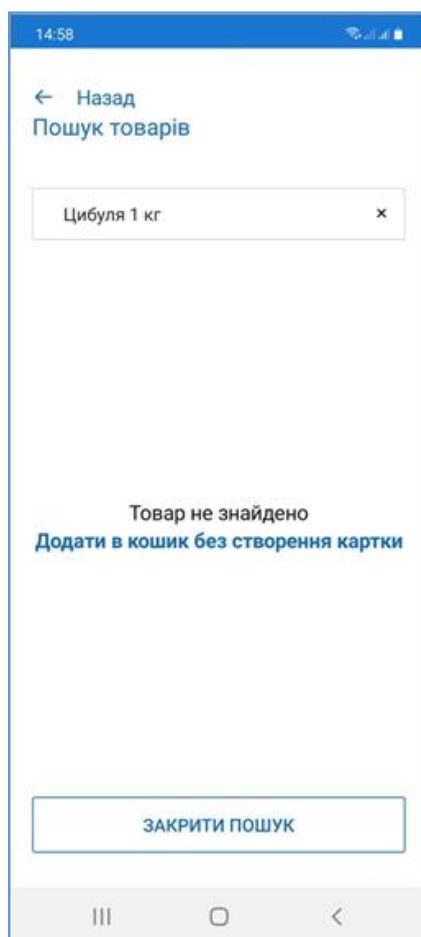 14:58
← Назад
Пошук товарів
Цибуля 1 кг ×
Товар не знайдено
Додати в кошик без створення картки
ЗАКРИТИ ПОШУК